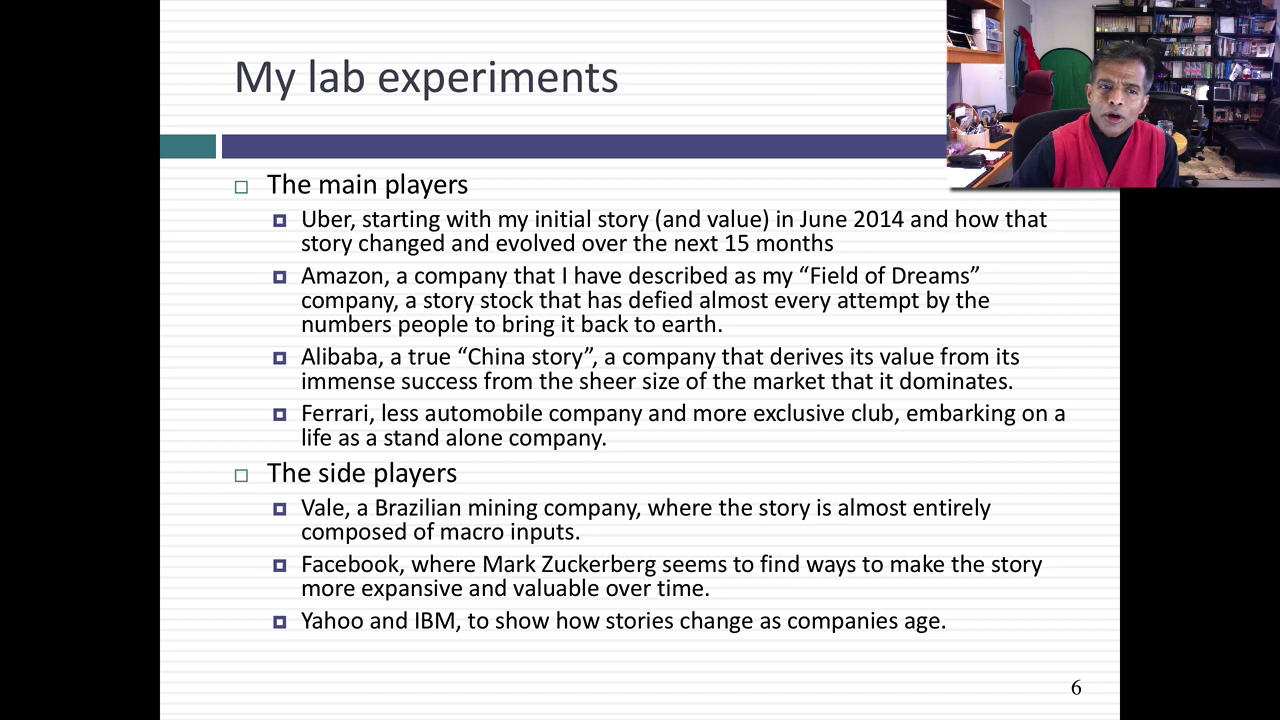 My lab experiments
The main players
Uber, starting with my initial story (and value) in June 2014 and how that
story changed and evolved over the next 15 months
Amazon, a company that I have described as my “Field of Dreams”
company, a story stock that has defied almost every attempt by the
numbers people to bring it back to earth.
Alibaba, a true “China story”, a company that derives its value from its
immense success from the sheer size of the market that it dominates.
Ferrari, less automobile company and more exclusive club, embarking on a
life as a stand alone company.
The side players
Vale, a Brazilian mining company, where the story is almost entirely
composed of macro inputs.
Facebook, where Mark Zuckerberg seems to find ways to make the story
more expansive and valuable over time.
Yahoo and IBM, to show how stories change as companies age.
6